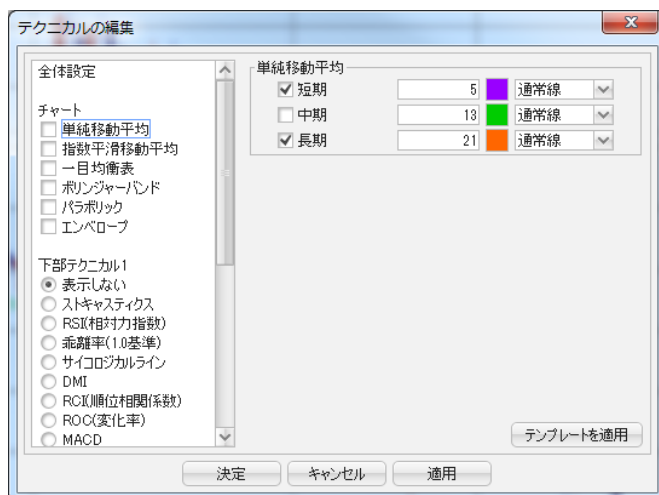 テクニカルの編集
全体設定
チャート
単純移動平均
指数平滑移動平均
一目均衡表
ボリンジャーバンド
パラボリック
エンベロープ
下部テクニカル1
表示しない
ストキャスティクス
RSI(相対力指数)
乖離率(1.0基準)
サイコロジカルライン
DMI
RCI(順位相関係数)
ROC(変化率)
MACD
単純移動平均
短期 5 通常線
中期 13 通常線
長期 21 通常線
テンプレートを適用
決定 キャンセル 適用